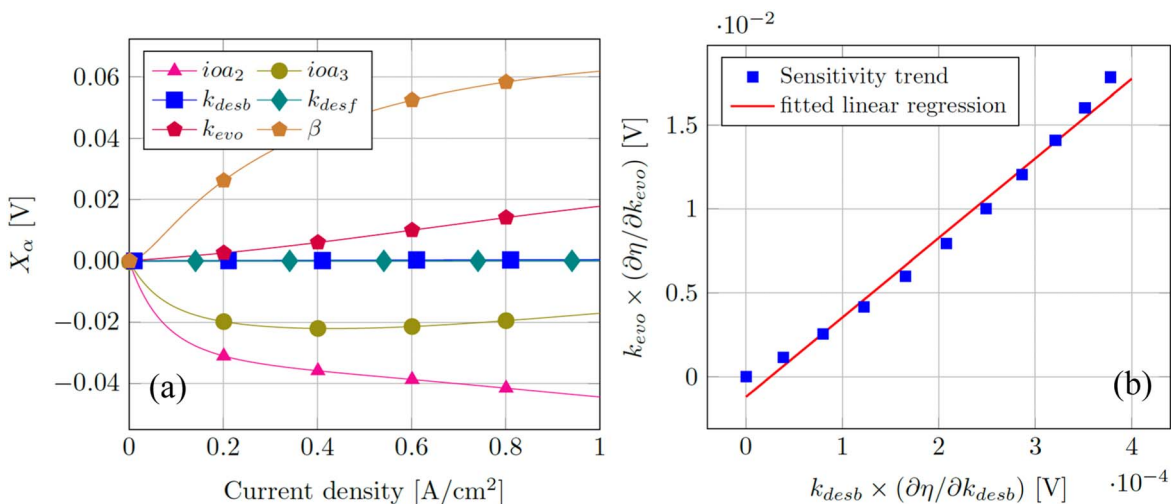 0.06
0.04
0.02
0.00
−0.02
−0.04
X_α [V]
ioa_2 ioa_3
k_desb k_desf
k_evo β
(a)
0 0.2 0.4 0.6 0.8 1
Current density [A/cm²]
·10⁻²
1.5
1
0.5
0
k_evo × (∂η/∂k_evo) [V]
Sensitivity trend
fitted linear regression
(b)
0 1 2 3 4
·10⁻⁴
k_desb × (∂η/∂k_desb) [V]